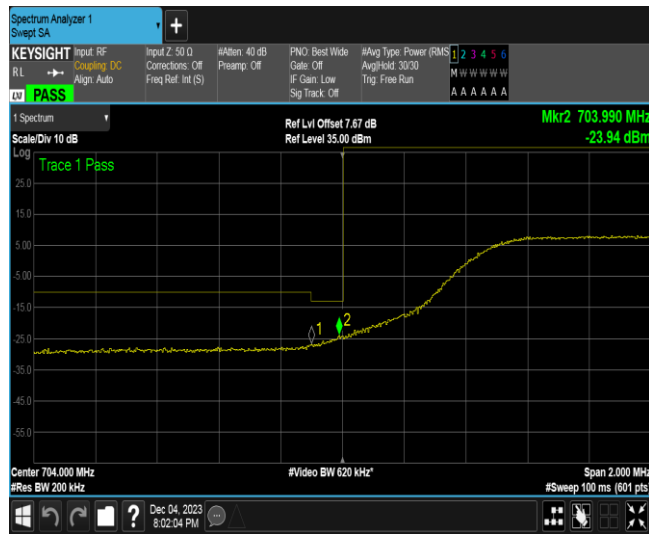 Spectrum Analyzer 1
Swept SA
+
KEYSIGHT
RL
LXI PASS
Input: RF
Coupling: DC
Align: Auto
Input Z: 50 Ω
Corrections: Off
Freq Ref: Int (S)
#Atten: 40 dB
Preamp: Off
PNO: Best Wide
Gate: Off
IF Gain: Low
Sig Track: Off
#Avg Type: Power (RMS
Avg|Hold: 30/30
Trig: Free Run
1 2 3 4 5 6
M W W W W W
A A A A A A
1 Spectrum
Scale/Div 10 dB
Ref Lvl Offset 7.67 dB
Ref Level 35.00 dBm
Mkr2 703.990 MHz
-23.94 dBm
Log
Trace 1 Pass
25.0
15.0
5.00
-5.00
-15.0
-25.0
-35.0
-45.0
-55.0
1
2
Center 704.000 MHz
#Res BW 200 kHz
#Video BW 620 kHz*
Span 2.000 MHz
#Sweep 100 ms (601 pts
?
Dec 04, 2023
8:02:04 PM